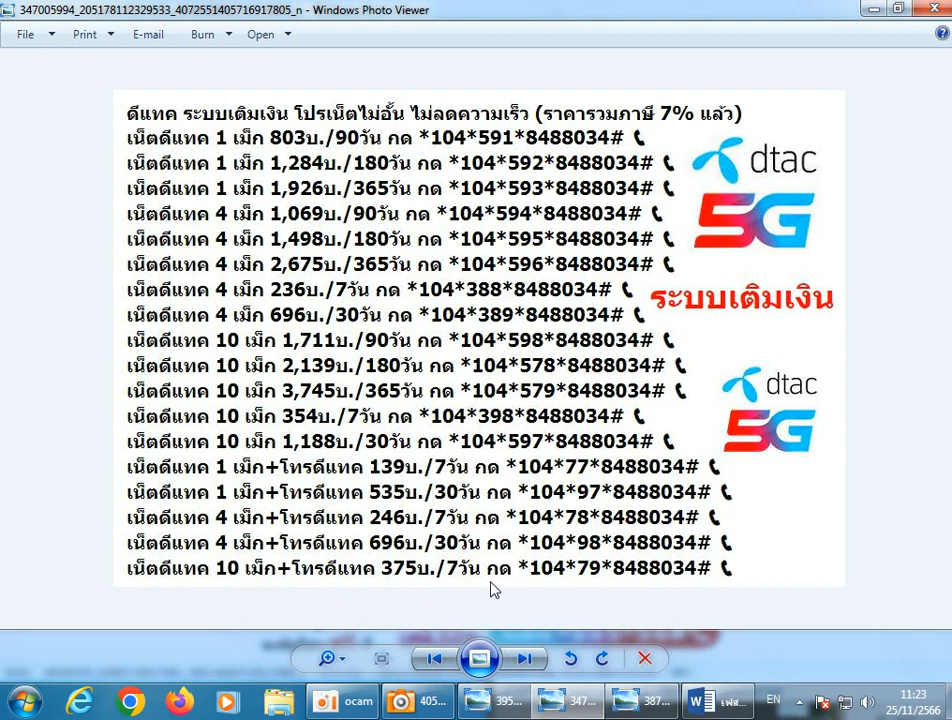 347005994_205178112329533_4072551405716917805_n - Windows Photo Viewer
File Print E-mail Burn Open
ดีแทค ระบบเติมเงิน โปรเน็ตไม่อั้น ไม่ลดความเร็ว (ราคารวมภาษี 7% แล้ว)
เน็ตดีแทค 1 เม็ก 803บ./90วัน กด *104*591*8488034#
เน็ตดีแทค 1 เม็ก 1,284บ./180วัน กด *104*592*8488034#
dtac
เน็ตดีแทค 1 เม็ก 1,926บ./365วัน กด *104*593*8488034#
เน็ตดีแทค 4 เม็ก 1,069บ./90วัน กด *104*594*8488034#
5G
เน็ตดีแทค 4 เม็ก 1,498บ./180วัน กด *104*595*8488034#
เน็ตดีแทค 4 เม็ก 2,675บ./365วัน กด *104*596*8488034#
เน็ตดีแทค 4 เม็ก 236บ./7วัน กด *104*388*8488034#
ระบบเติมเงิน
เน็ตดีแทค 4 เม็ก 696บ./30วัน กด *104*389*8488034#
เน็ตดีแทค 10 เม็ก 1,711บ./90วัน กด *104*598*8488034#
เน็ตดีแทค 10 เม็ก 2,139บ./180วัน กด *104*578*8488034#
เน็ตดีแทค 10 เม็ก 3,745บ./365วัน กด *104*579*8488034#
dtac
เน็ตดีแทค 10 เม็ก 354บ./7วัน กด *104*398*8488034#
5G
เน็ตดีแทค 10 เม็ก 1,188บ./30วัน กด *104*597*8488034#
เน็ตดีแทค 1 เม็ก+โทรดีแทค 139บ./7วัน กด *104*77*8488034#
เน็ตดีแทค 1 เม็ก+โทรดีแทค 535บ./30วัน กด *104*97*8488034#
เน็ตดีแทค 4 เม็ก+โทรดีแทค 246บ./7วัน กด *104*78*8488034#
เน็ตดีแทค 4 เม็ก+โทรดีแทค 696บ./30วัน กด *104*98*8488034#
เน็ตดีแทค 10 เม็ก+โทรดีแทค 375บ./7วัน กด *104*79*8488034#
ocam 405... 395... 347... 387... เฟส... EN 11:23
25/11/2566